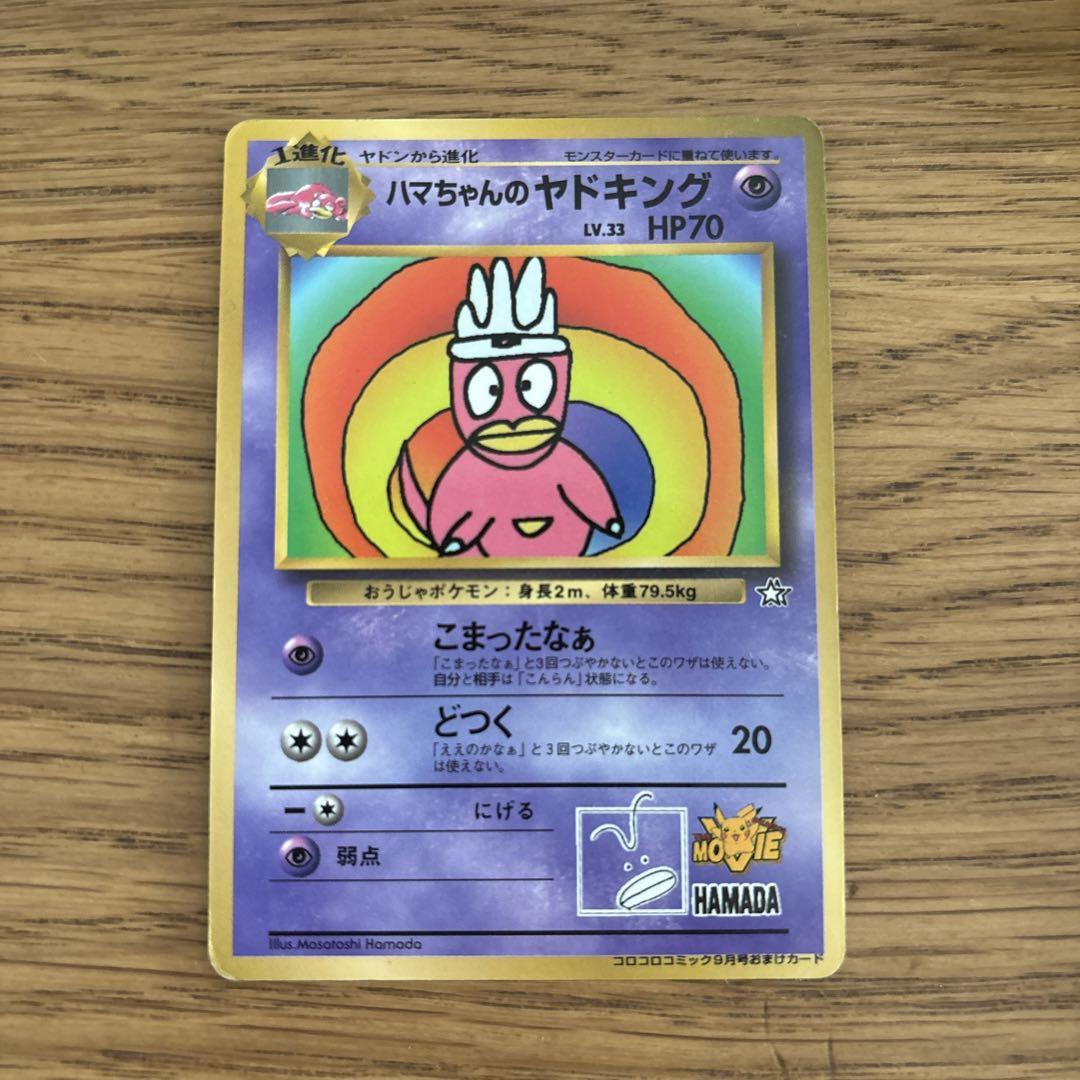 1進化
ヤドンから進化
モンスターカードに重ねて使います。
ハマちゃんの ヤドキング
LV.33 HP70
おうじゃポケモン：身長2m、体重79.5kg
こまったなぁ
「こまったなぁ」と3回つぶやかないとこのワザは使えない。
自分と相手は「こんらん」状態になる。
どつく
20
「ええのかなぁ」と3回つぶやかないとこのワザ
は使えない。
にげる
弱点
MOVIE
HAMADA
Illus.Masatoshi Hamada
コロコロコミック9月号おまけカード